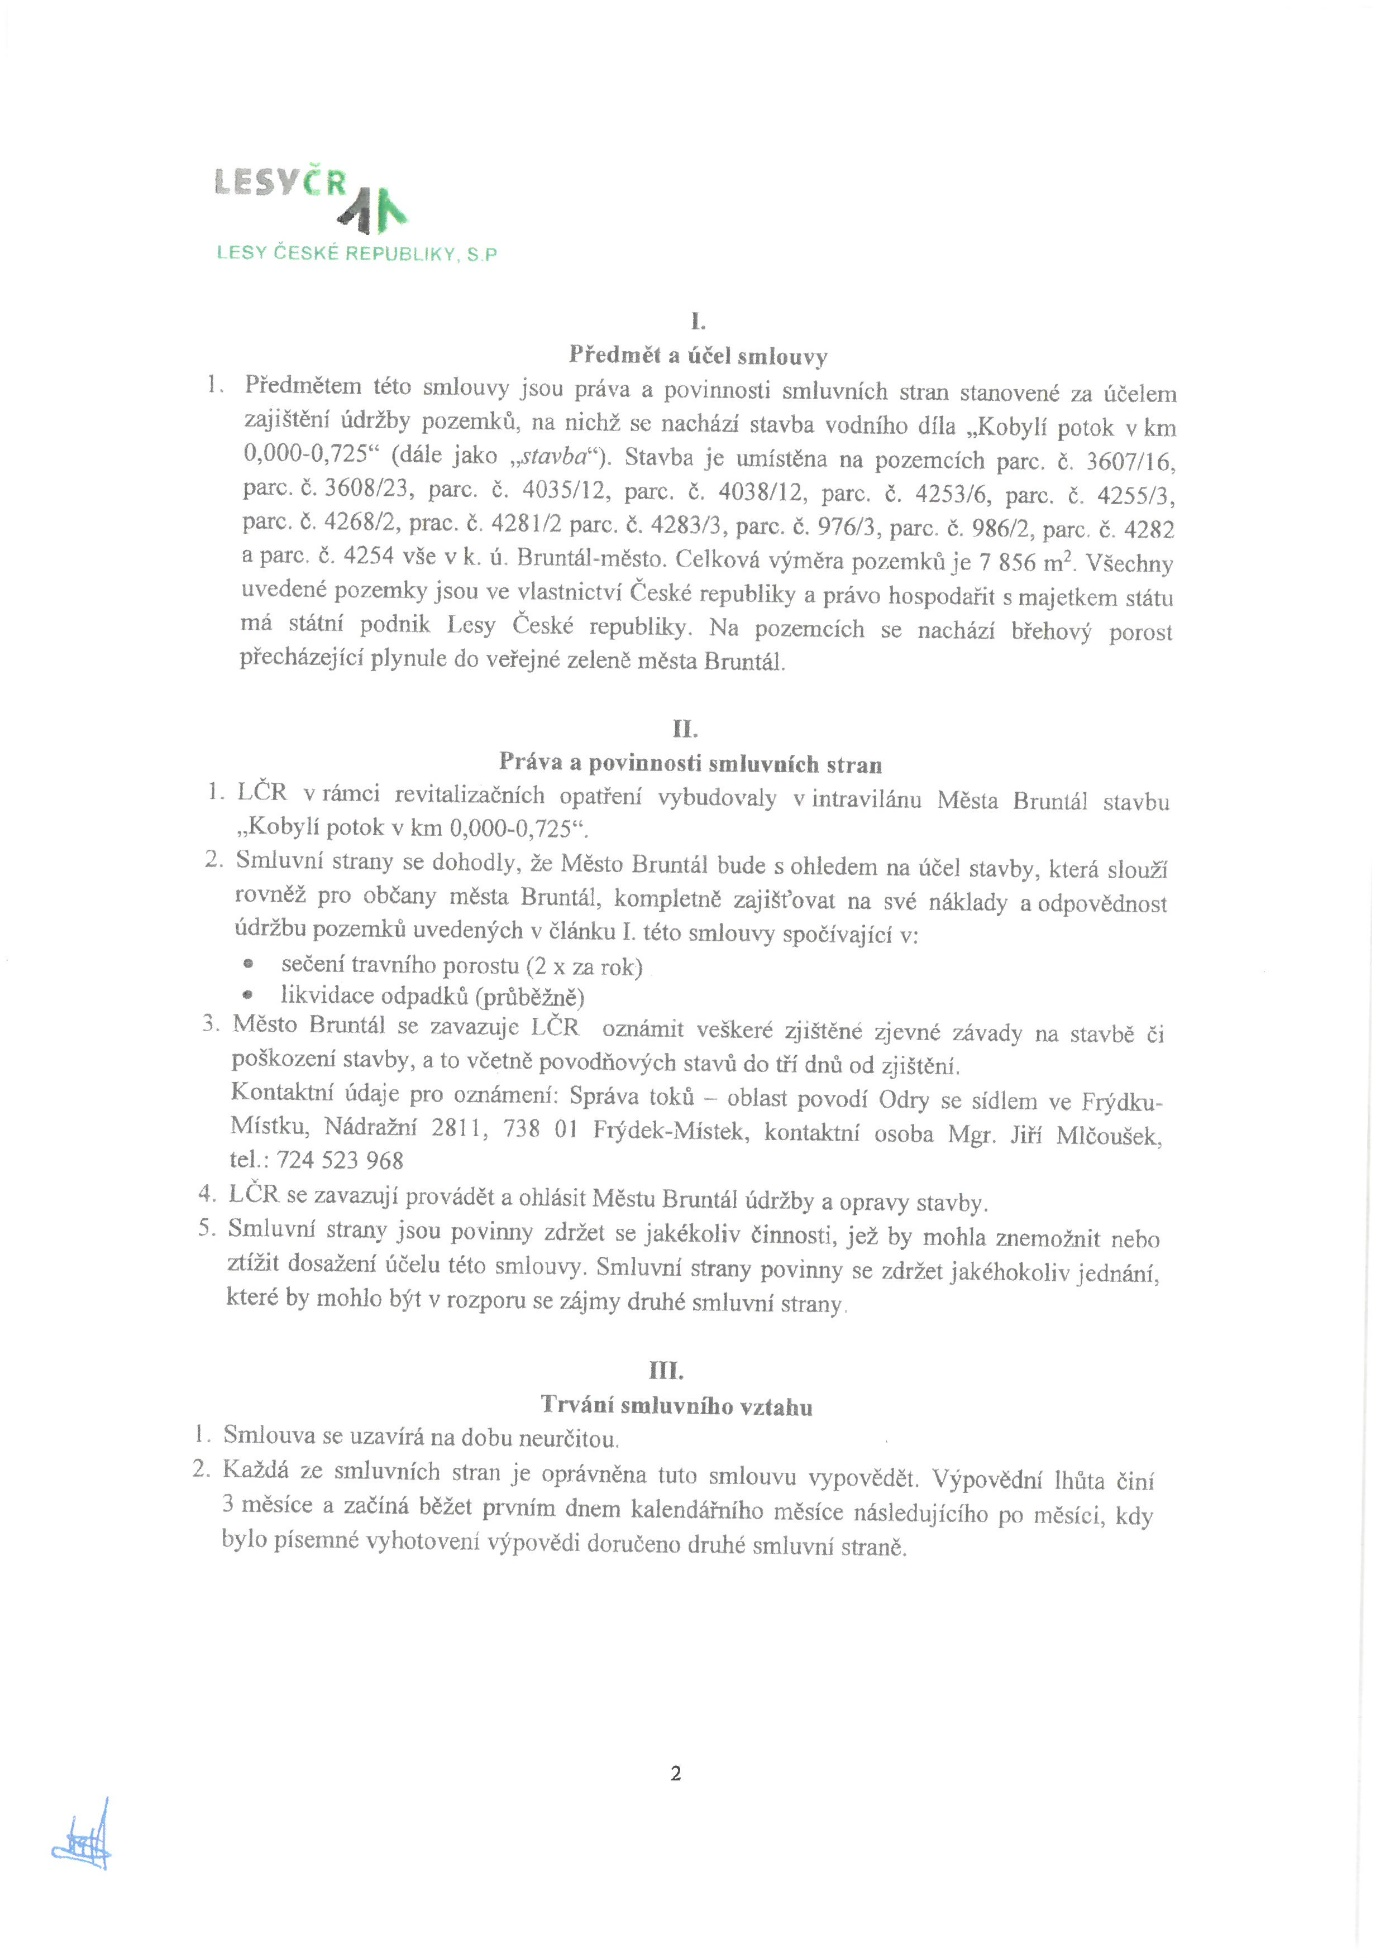 LESYČR
LESY ČESKÉ REPUBLIKY, S.P
I.
Předmět a účel smlouvy
1. Předmětem této smlouvy jsou práva a povinnosti smluvních stran stanovené za účelem
zajištění údržby pozemků, na nichž se nachází stavba vodního díla „Kobylí potok v km
0,000-0,725“ (dále jako „stavba“). Stavba je umístěna na pozemcích parc. č. 3607/16,
parc. č. 3608/23, parc. č. 4035/12, parc. č. 4038/12, parc. č. 4253/6, parc. č. 4255/3,
parc. č. 4268/2, prac. č. 4281/2 parc. č. 4283/3, parc. č. 976/3, parc. č. 986/2, parc. č. 4282
a parc. č. 4254 vše v k. ú. Bruntál-město. Celková výměra pozemků je 7 856 m². Všechny
uvedené pozemky jsou ve vlastnictví České republiky a právo hospodařit s majetkem státu
má státní podnik Lesy České republiky. Na pozemcích se nachází břehový porost
přecházející plynule do veřejné zeleně města Bruntál.
II.
Práva a povinnosti smluvních stran
1. LČR v rámci revitalizačních opatření vybudovaly v intravilánu Města Bruntál stavbu
„Kobylí potok v km 0,000-0,725“.
2. Smluvní strany se dohodly, že Město Bruntál bude s ohledem na účel stavby, která slouží
rovněž pro občany města Bruntál, kompletně zajišťovat na své náklady a odpovědnost
údržbu pozemků uvedených v článku I. této smlouvy spočívající v:
• sečení travního porostu (2 x za rok)
• likvidace odpadků (průběžně)
3. Město Bruntál se zavazuje LČR oznámit veškeré zjištěné zjevné závady na stavbě či
poškození stavby, a to včetně povodňových stavů do tří dnů od zjištění.
Kontaktní údaje pro oznámení: Správa toků – oblast povodí Odry se sídlem ve Frýdku-
Místku, Nádražní 2811, 738 01 Frýdek-Místek, kontaktní osoba Mgr. Jiří Mlčoušek,
tel.: 724 523 968
4. LČR se zavazují provádět a ohlásit Městu Bruntál údržby a opravy stavby.
5. Smluvní strany jsou povinny zdržet se jakékoliv činnosti, jež by mohla znemožnit nebo
ztížit dosažení účelu této smlouvy. Smluvní strany povinny se zdržet jakéhokoliv jednání,
které by mohlo být v rozporu se zájmy druhé smluvní strany.
III.
Trvání smluvního vztahu
1. Smlouva se uzavírá na dobu neurčitou.
2. Každá ze smluvních stran je oprávněna tuto smlouvu vypovědět. Výpovědní lhůta činí
3 měsíce a začíná běžet prvním dnem kalendářního měsíce následujícího po měsíci, kdy
bylo písemné vyhotovení výpovědi doručeno druhé smluvní straně.
2